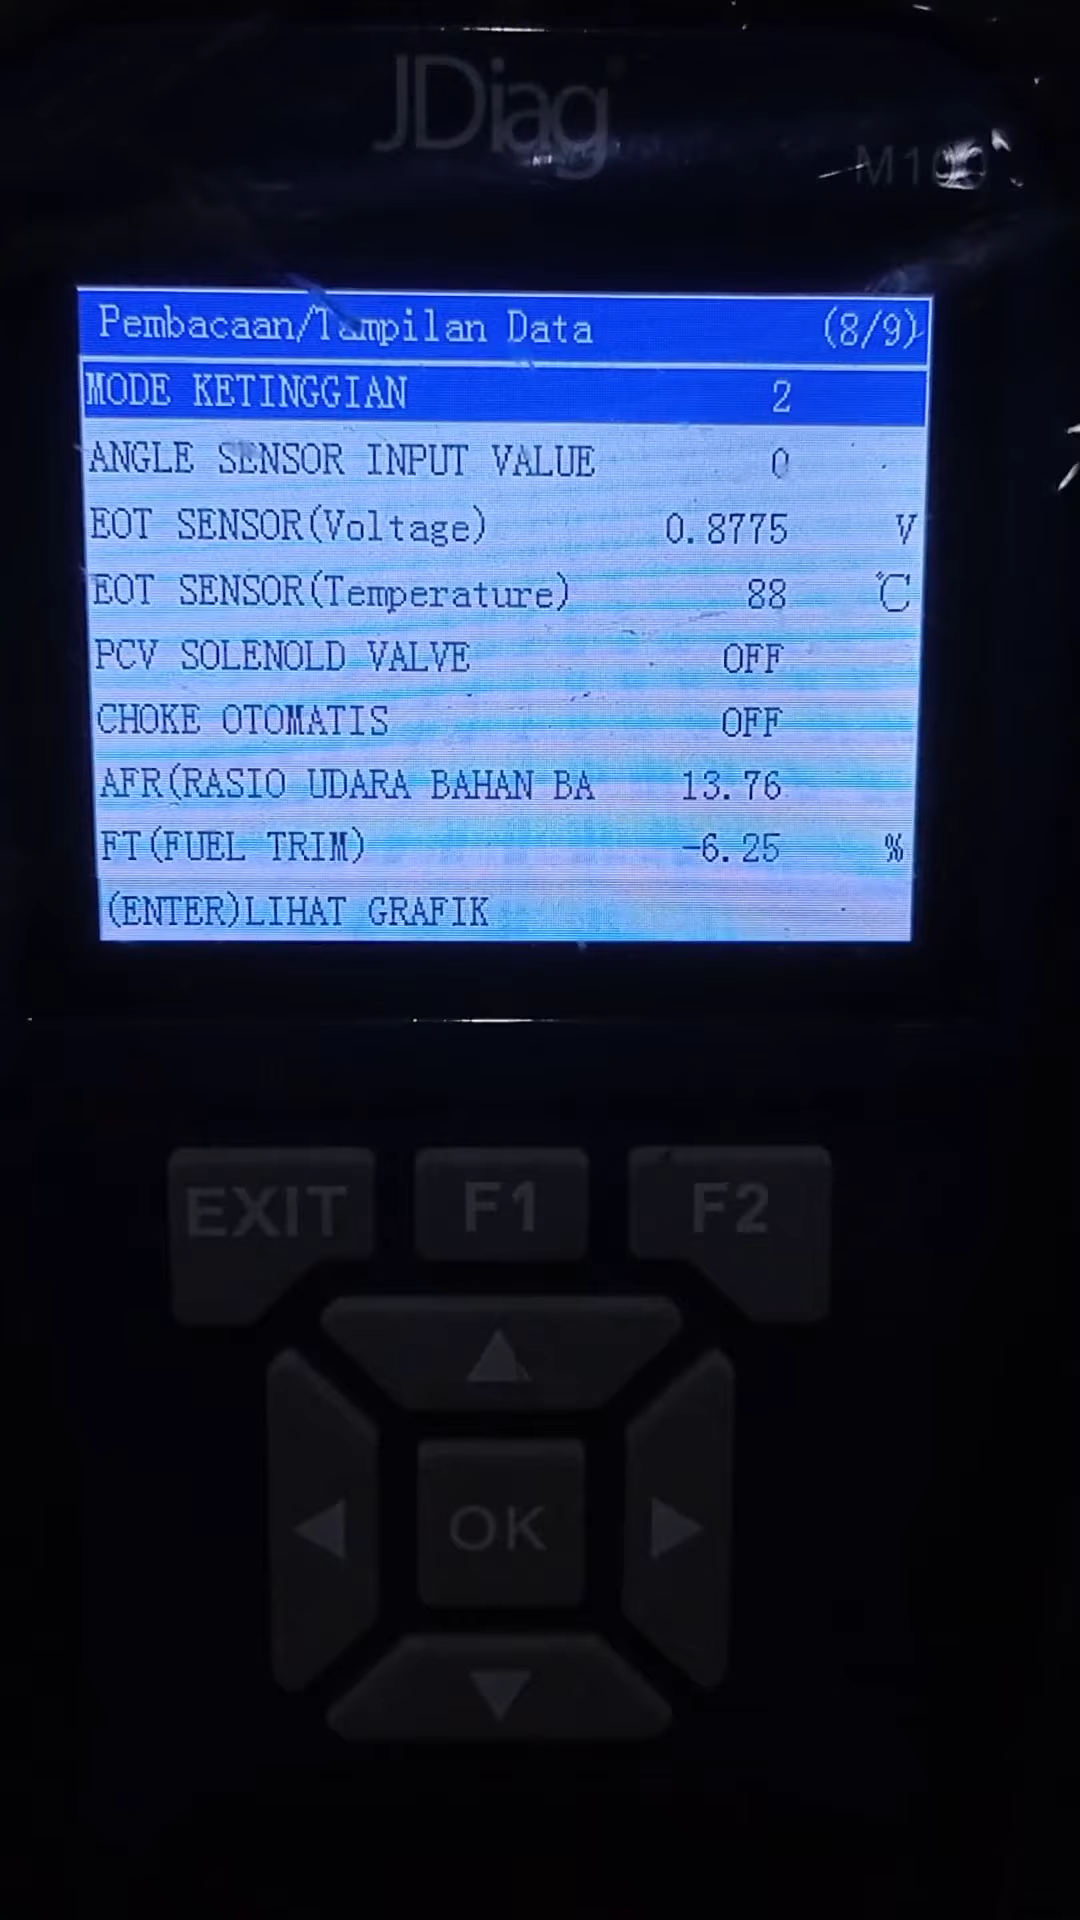 JDiag
M100
Pembacaan/Tampilan Data (8/9)
MODE KETINGGIAN 2
ANGLE SENSOR INPUT VALUE 0
EOT SENSOR(Voltage) 0.8775 V
EOT SENSOR(Temperature) 88 ℃
PCV SOLENOLD VALVE OFF
CHOKE OTOMATIS OFF
AFR(RASIO UDARA BAHAN BA 13.76
FT(FUEL TRIM) -6.25 %
(ENTER)LIHAT GRAFIK
EXIT F1 F2
OK